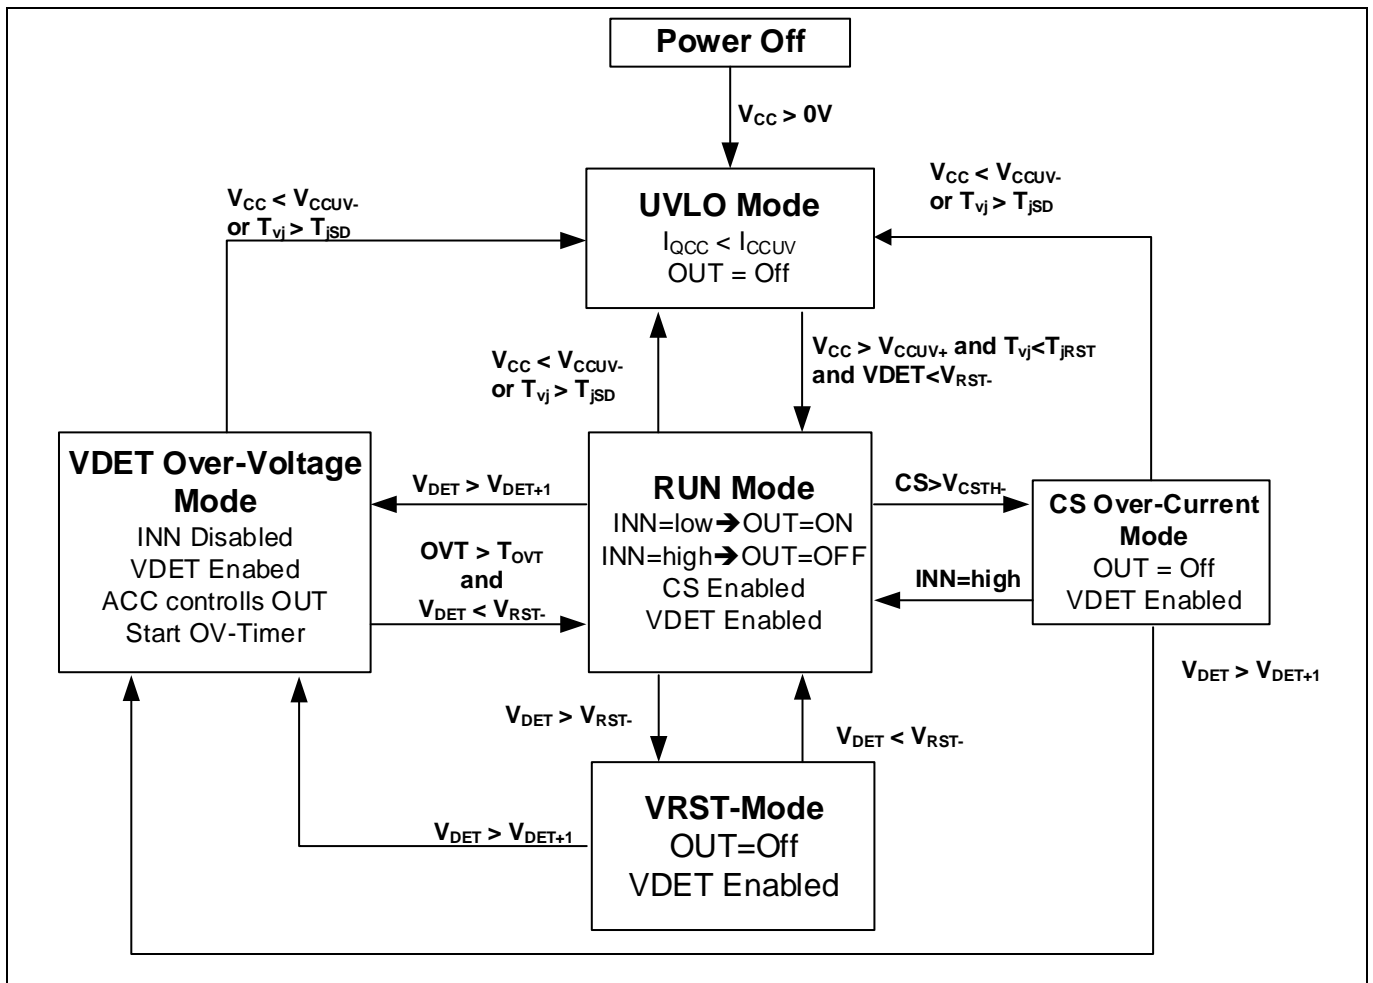 Power Off
VCC > 0V
VCC < VCCUV-
or Tvj > TjSD
UVLO Mode
IQCC < ICCUV
OUT = Off
VCC < VCCUV-
or Tvj > TjSD
VCC < VCCUV-
or Tvj > TjSD
VCC > VCCUV+ and Tvj<TjRST
and VDET<VRST-
VDET Over-Voltage
Mode
INN Disabled
VDET Enabed
ACC controlls OUT
Start OV-Timer
VDET > VDET+1
OVT > TOVT
and
VDET < VRST-
RUN Mode
INN=low➔OUT=ON
INN=high➔OUT=OFF
CS Enabled
VDET Enabled
CS>VCSTH-
INN=high
CS Over-Current
Mode
OUT = Off
VDET Enabled
VDET > VDET+1
VDET > VRST-
VDET < VRST-
VDET > VDET+1
VRST-Mode
OUT=Off
VDET Enabled